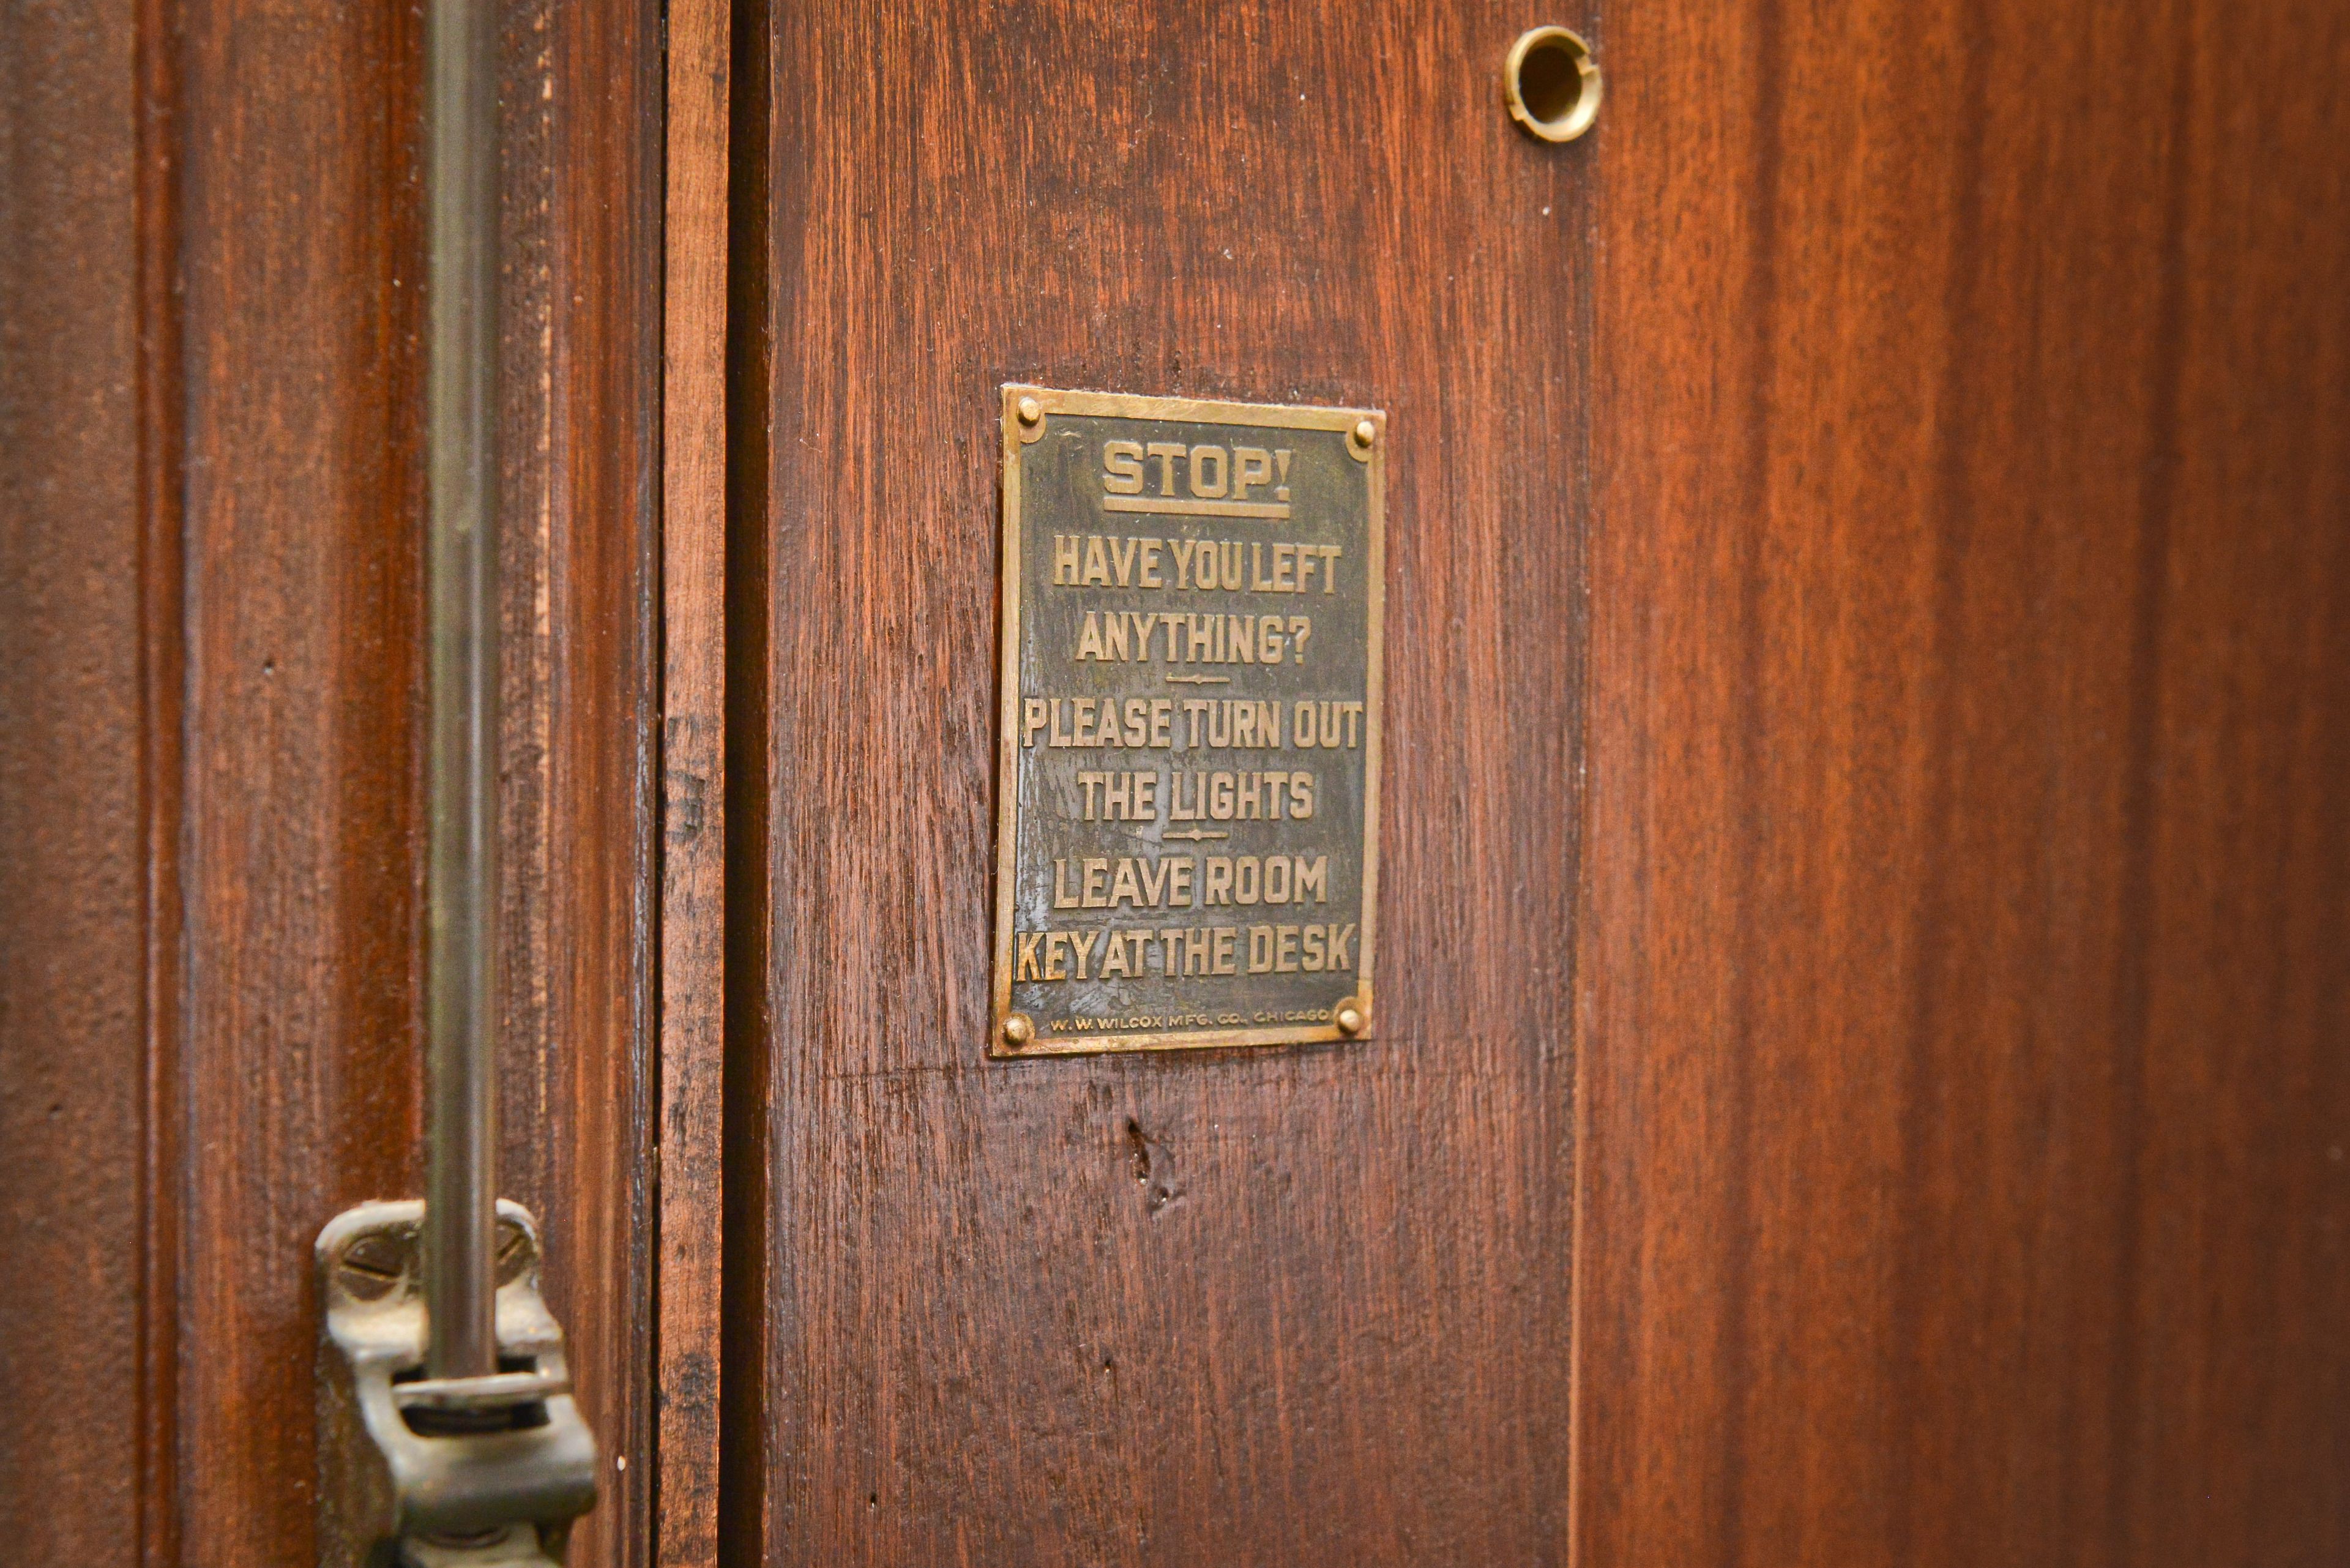 STOP!
HAVE YOU LEFT
ANYTHING?
PLEASE TURN OUT
THE LIGHTS
LEAVE ROOM
KEY AT THE DESK
W. W. WILCOX MFG. CO., CHICAGO